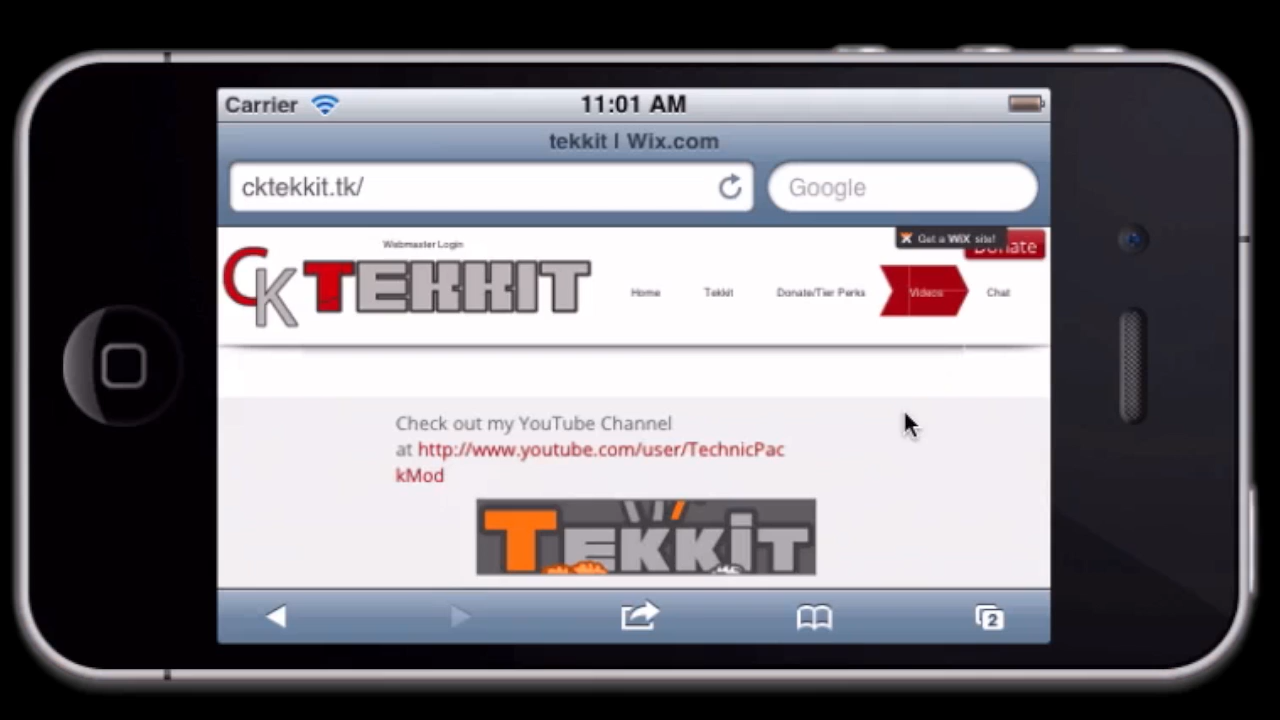 Carrier
11:01 AM
tekkit | Wix.com
cktekkit.tk/
Google
Webmaster Login
Get a WiX site!
Donate
CK TEKKIT
Home
Tekkit
Donate/Tier Perks
Videos
Chat
Check out my YouTube Channel
at http://www.youtube.com/user/TechnicPac
kMod
TEKKiT
2